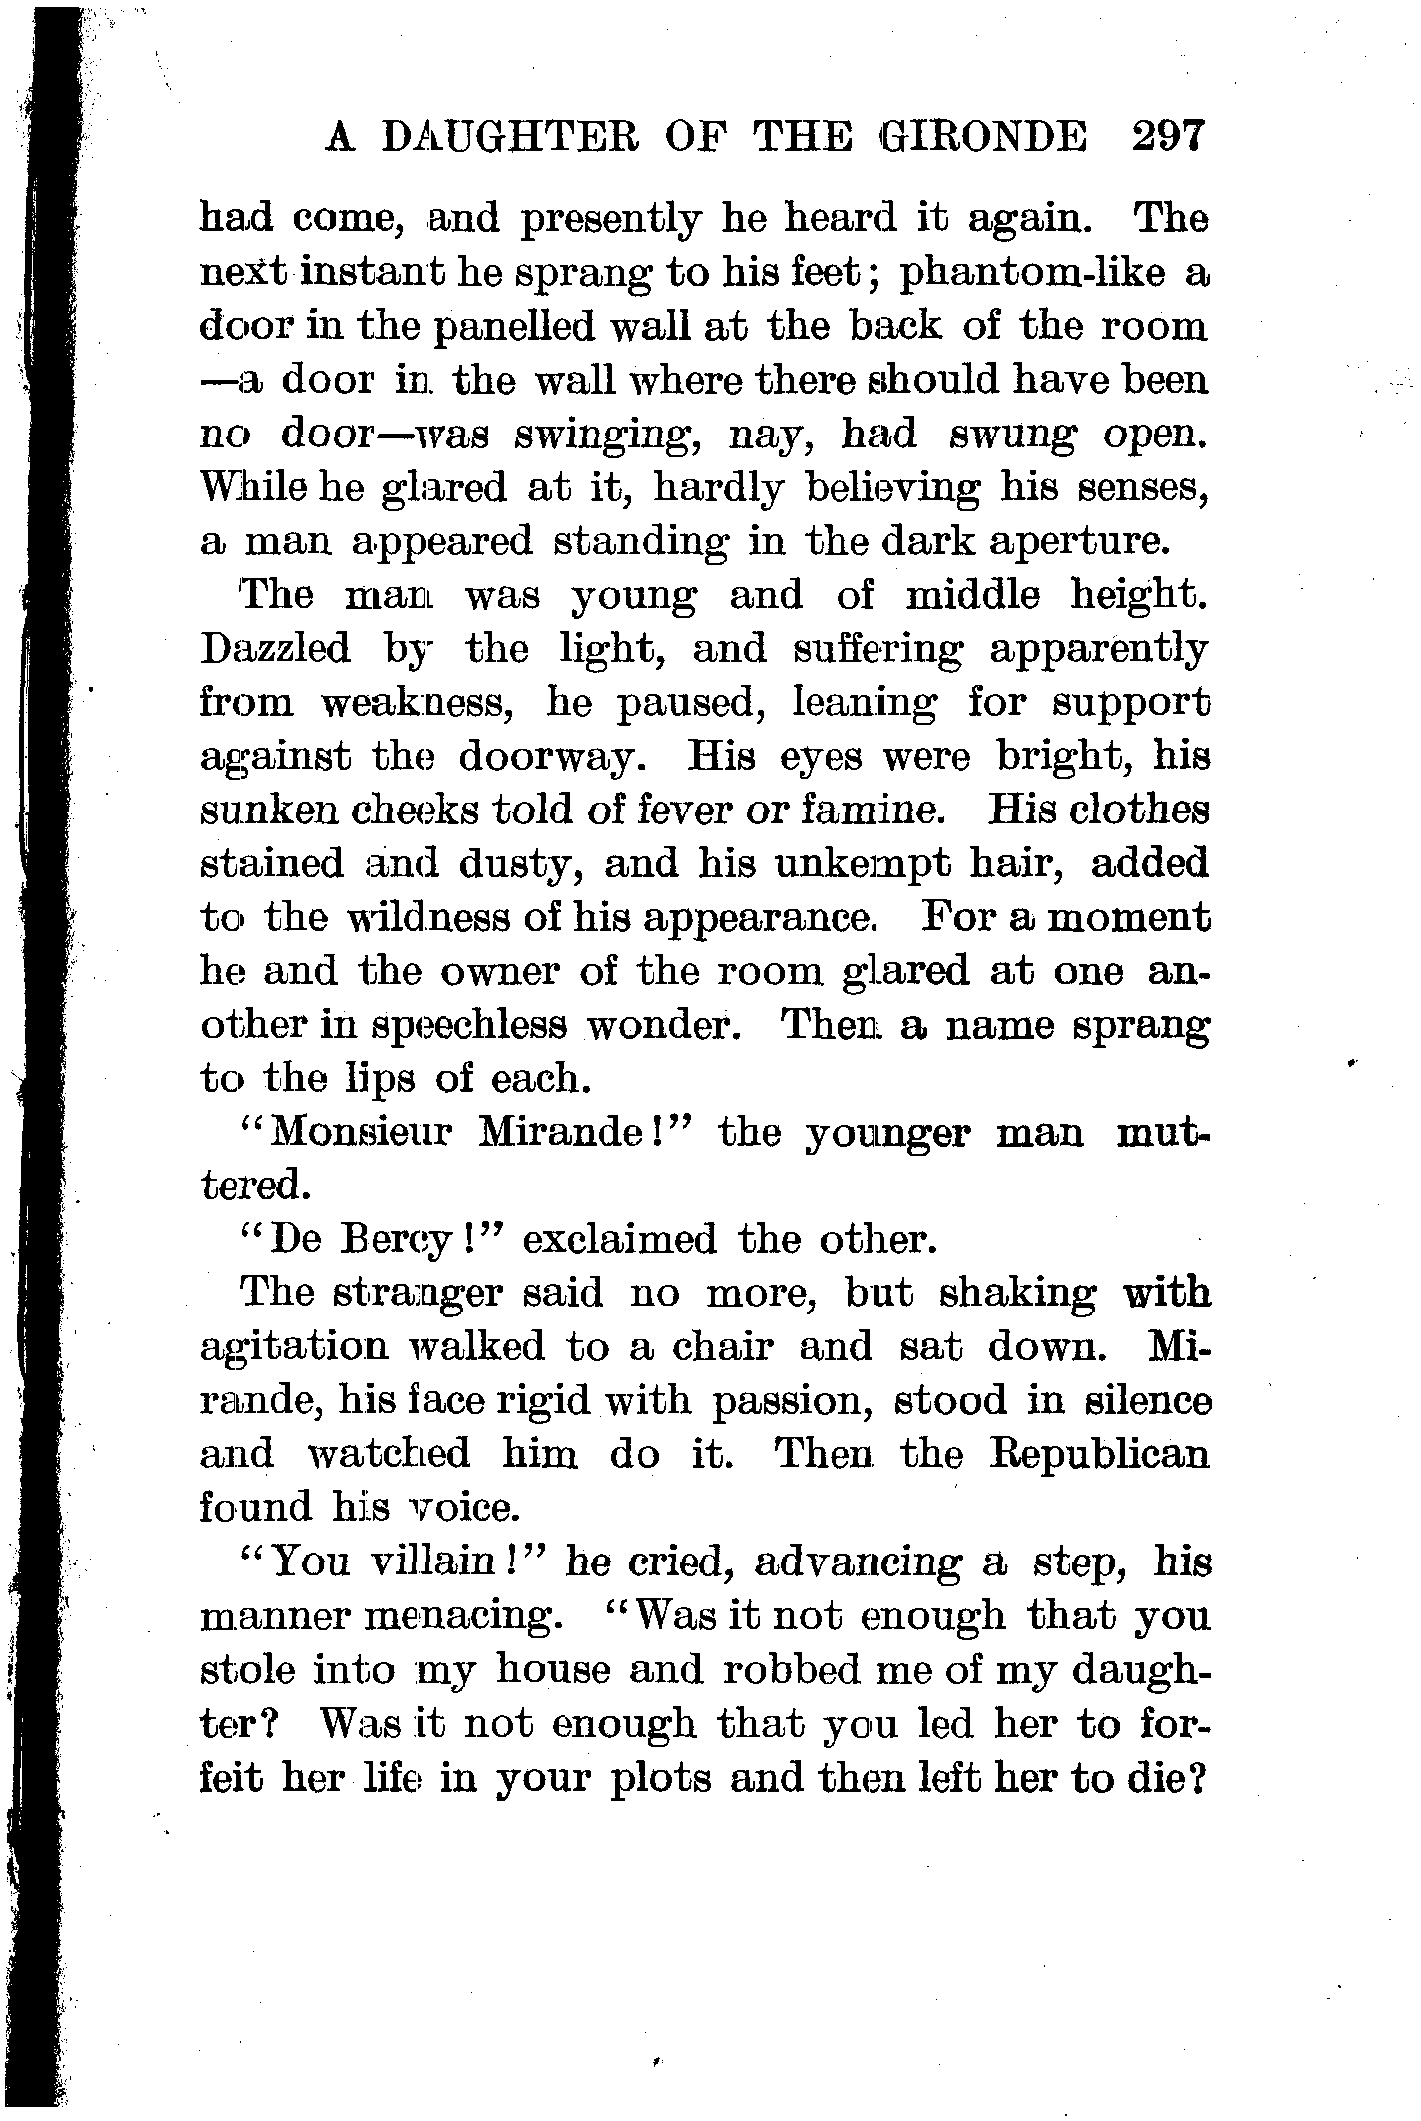 A DAUGHTER OF THE GIRONDE 297
had come, and presently he heard it again. The
next instant he sprang to his feet; phantom-like a
door in the panelled wall at the back of the room
—a door in the wall where there should have been
no door—was swinging, nay, had swung open.
While he glared at it, hardly believing his senses,
a man appeared standing in the dark aperture.
The man was young and of middle height.
Dazzled by the light, and suffering apparently
from weakness, he paused, leaning for support
against the doorway. His eyes were bright, his
sunken cheeks told of fever or famine. His clothes
stained and dusty, and his unkempt hair, added
to the wildness of his appearance. For a moment
he and the owner of the room glared at one an-
other in speechless wonder. Then a name sprang
to the lips of each.
"Monsieur Mirande!" the younger man mut-
tered.
"De Bercy!" exclaimed the other.
The stranger said no more, but shaking with
agitation walked to a chair and sat down. Mi-
rande, his face rigid with passion, stood in silence
and watched him do it. Then the Republican
found his voice.
"You villain!" he cried, advancing a step, his
manner menacing. "Was it not enough that you
stole into my house and robbed me of my daugh-
ter? Was it not enough that you led her to for-
feit her life in your plots and then left her to die?